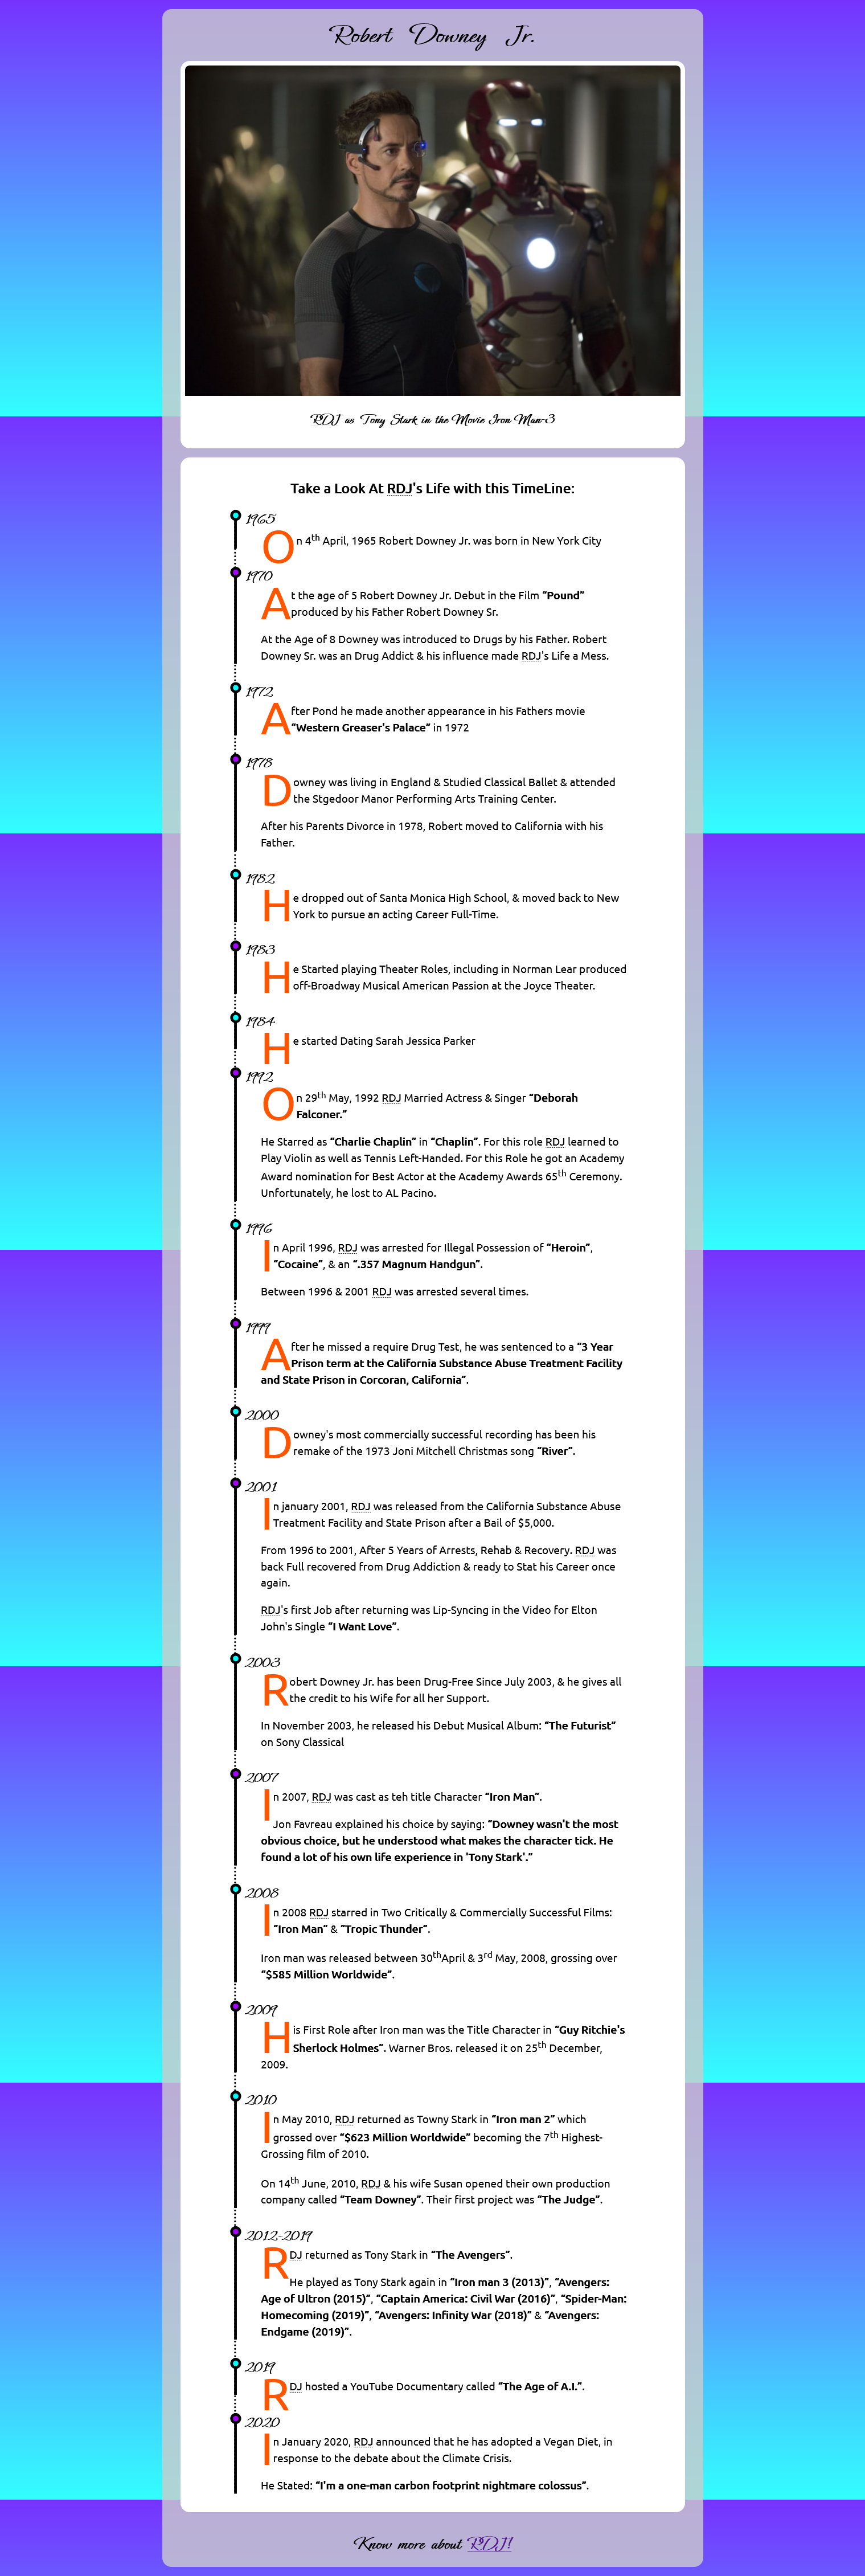 Robert Downey Jr.
RDJ as Tony Stark in the Movie Iron Man-3
Take a Look At RDJ's Life with this TimeLine:
1965
On 4th April, 1965 Robert Downey Jr. was born in New York City
1970
At the age of 5 Robert Downey Jr. Debut in the Film “Pound”
produced by his Father Robert Downey Sr.
At the Age of 8 Downey was introduced to Drugs by his Father. Robert
Downey Sr. was an Drug Addict & his influence made RDJ's Life a Mess.
1972
After Pond he made another appearance in his Fathers movie
“Western Greaser's Palace” in 1972
1978
Downey was living in England & Studied Classical Ballet & attended
the Stgedoor Manor Performing Arts Training Center.
After his Parents Divorce in 1978, Robert moved to California with his
Father.
1982
He dropped out of Santa Monica High School, & moved back to New
York to pursue an acting Career Full-Time.
1983
He Started playing Theater Roles, including in Norman Lear produced
off-Broadway Musical American Passion at the Joyce Theater.
1984
He started Dating Sarah Jessica Parker
1992
On 29th May, 1992 RDJ Married Actress & Singer “Deborah
Falconer.”
He Starred as “Charlie Chaplin” in “Chaplin”. For this role RDJ learned to
Play Violin as well as Tennis Left-Handed. For this Role he got an Academy
Award nomination for Best Actor at the Academy Awards 65th Ceremony.
Unfortunately, he lost to AL Pacino.
1996
In April 1996, RDJ was arrested for Illegal Possession of “Heroin”,
“Cocaine”, & an “.357 Magnum Handgun”.
Between 1996 & 2001 RDJ was arrested several times.
1999
After he missed a require Drug Test, he was sentenced to a “3 Year
Prison term at the California Substance Abuse Treatment Facility
and State Prison in Corcoran, California”.
2000
Downey's most commercially successful recording has been his
remake of the 1973 Joni Mitchell Christmas song “River”.
2001
In january 2001, RDJ was released from the California Substance Abuse
Treatment Facility and State Prison after a Bail of $5,000.
From 1996 to 2001, After 5 Years of Arrests, Rehab & Recovery. RDJ was
back Full recovered from Drug Addiction & ready to Stat his Career once
again.
RDJ's first Job after returning was Lip-Syncing in the Video for Elton
John's Single “I Want Love”.
2003
Robert Downey Jr. has been Drug-Free Since July 2003, & he gives all
the credit to his Wife for all her Support.
In November 2003, he released his Debut Musical Album: “The Futurist”
on Sony Classical
2007
In 2007, RDJ was cast as teh title Character “Iron Man”.
Jon Favreau explained his choice by saying: “Downey wasn't the most
obvious choice, but he understood what makes the character tick. He
found a lot of his own life experience in 'Tony Stark'.”
2008
In 2008 RDJ starred in Two Critically & Commercially Successful Films:
“Iron Man” & “Tropic Thunder”.
Iron man was released between 30thApril & 3rd May, 2008, grossing over
“$585 Million Worldwide”.
2009
His First Role after Iron man was the Title Character in “Guy Ritchie's
Sherlock Holmes”. Warner Bros. released it on 25th December,
2009.
2010
In May 2010, RDJ returned as Towny Stark in “Iron man 2” which
grossed over “$623 Million Worldwide” becoming the 7th Highest-
Grossing film of 2010.
On 14th June, 2010, RDJ & his wife Susan opened their own production
company called “Team Downey”. Their first project was “The Judge”.
2012-2019
RDJ returned as Tony Stark in “The Avengers”.
He played as Tony Stark again in “Iron man 3 (2013)”, “Avengers:
Age of Ultron (2015)”, “Captain America: Civil War (2016)”, “Spider-Man:
Homecoming (2019)”, “Avengers: Infinity War (2018)” & “Avengers:
Endgame (2019)”.
2019
RDJ hosted a YouTube Documentary called “The Age of A.I.”.
2020
In January 2020, RDJ announced that he has adopted a Vegan Diet, in
response to the debate about the Climate Crisis.
He Stated: “I'm a one-man carbon footprint nightmare colossus”.
Know more about RDJ!